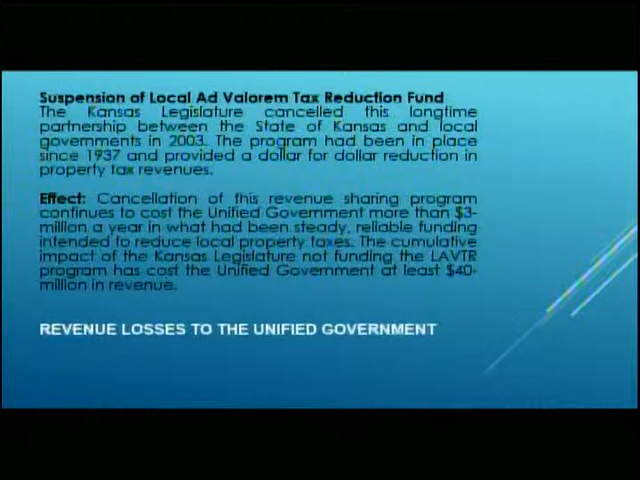 Suspension of Local Ad Valorem Tax Reduction Fund
The Kansas Legislature cancelled this longtime
partnership between the State of Kansas and local
governments in 2003. The program had been in place
since 1937 and provided a dollar for dollar reduction in
property tax revenues.
Effect: Cancellation of this revenue sharing program
continues to cost the Unified Government more than $3-
million a year in what had been steady, reliable funding
intended to reduce local property taxes. The cumulative
impact of the Kansas Legislature not funding the LAVTR
program has cost the Unified Government at least $40-
million in revenue.
REVENUE LOSSES TO THE UNIFIED GOVERNMENT